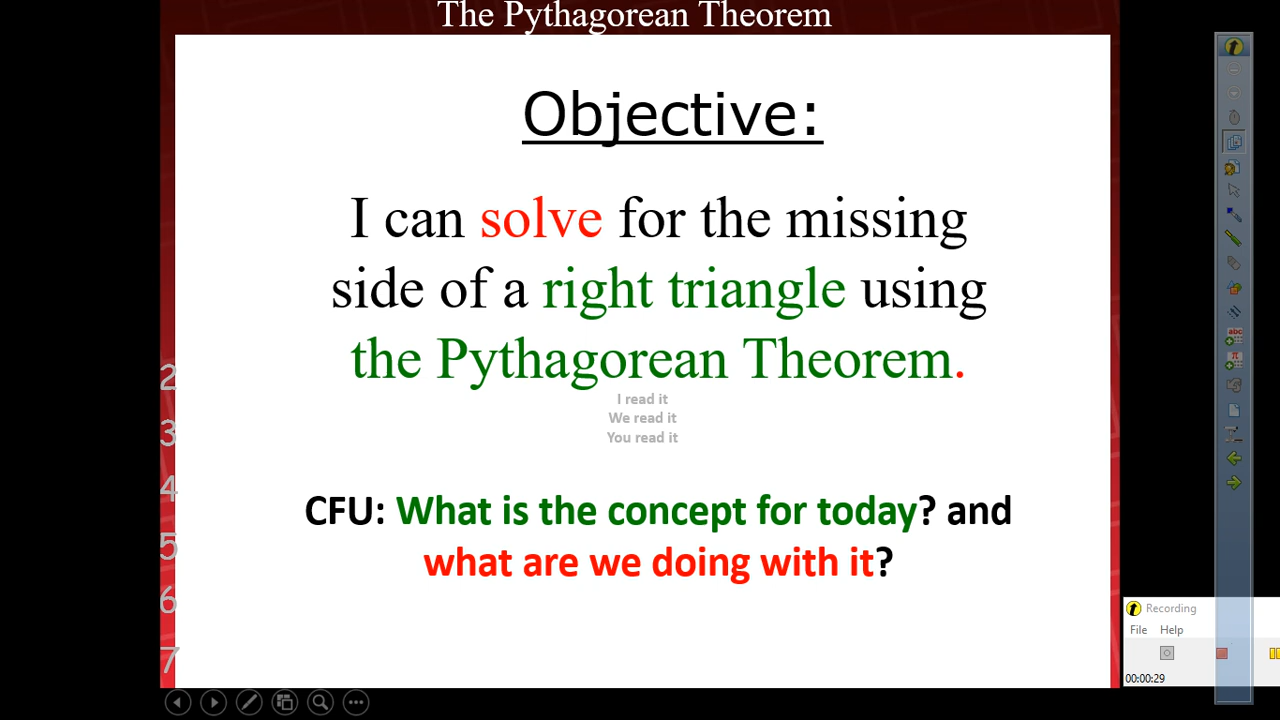 The Pythagorean Theorem
Objective:
I can solve for the missing
side of a right triangle using
the Pythagorean Theorem.
I read it
We read it
You read it
CFU: What is the concept for today? and
what are we doing with it?
2
3
4
5
6
7
abc
π
Recording
File Help
00:00:29